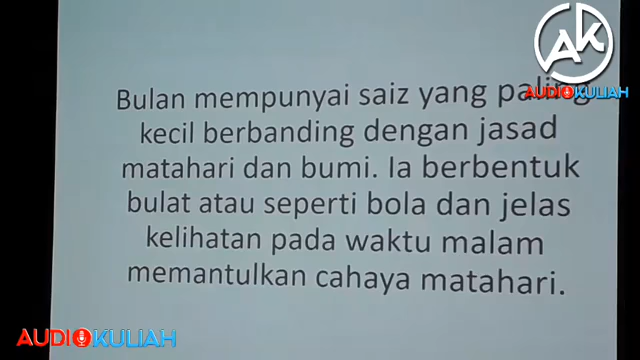 AK
AUDIOKULIAH
Bulan mempunyai saiz yang paling
kecil berbanding dengan jasad
matahari dan bumi. Ia berbentuk
bulat atau seperti bola dan jelas
kelihatan pada waktu malam
memantulkan cahaya matahari.
AUDIOKULIAH